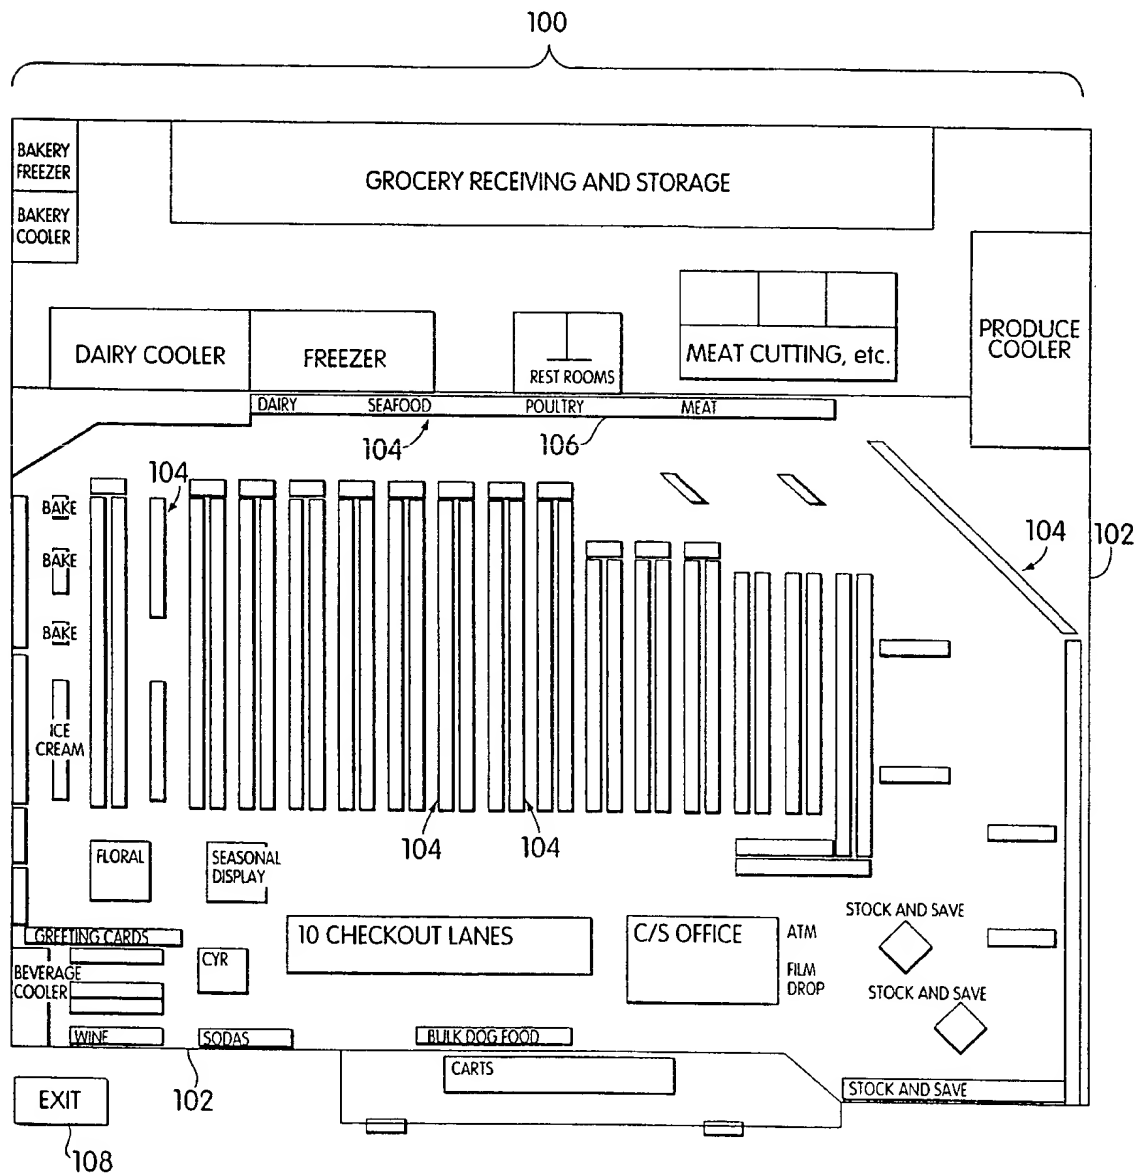 100
BAKERY
FREEZER
GROCERY RECEIVING AND STORAGE
BAKERY
COOLER
PRODUCE
COOLER
DAIRY COOLER
FREEZER
MEAT CUTTING, etc.
REST ROOMS
DAIRY SEAFOOD POULTRY MEAT
104
106
104
BAKE
102
104
BAKE
BAKE
ICE
CREAM
104
104
FLORAL
SEASONAL
DISPLAY
STOCK AND SAVE
GREETING CARDS
10 CHECKOUT LANES
C/S OFFICE
ATM
CYR
BEVERAGE
COOLER
FILM
DROP
STOCK AND SAVE
WINE
SODAS
BULK DOG FOOD
CARTS
STOCK AND SAVE
EXIT
102
108